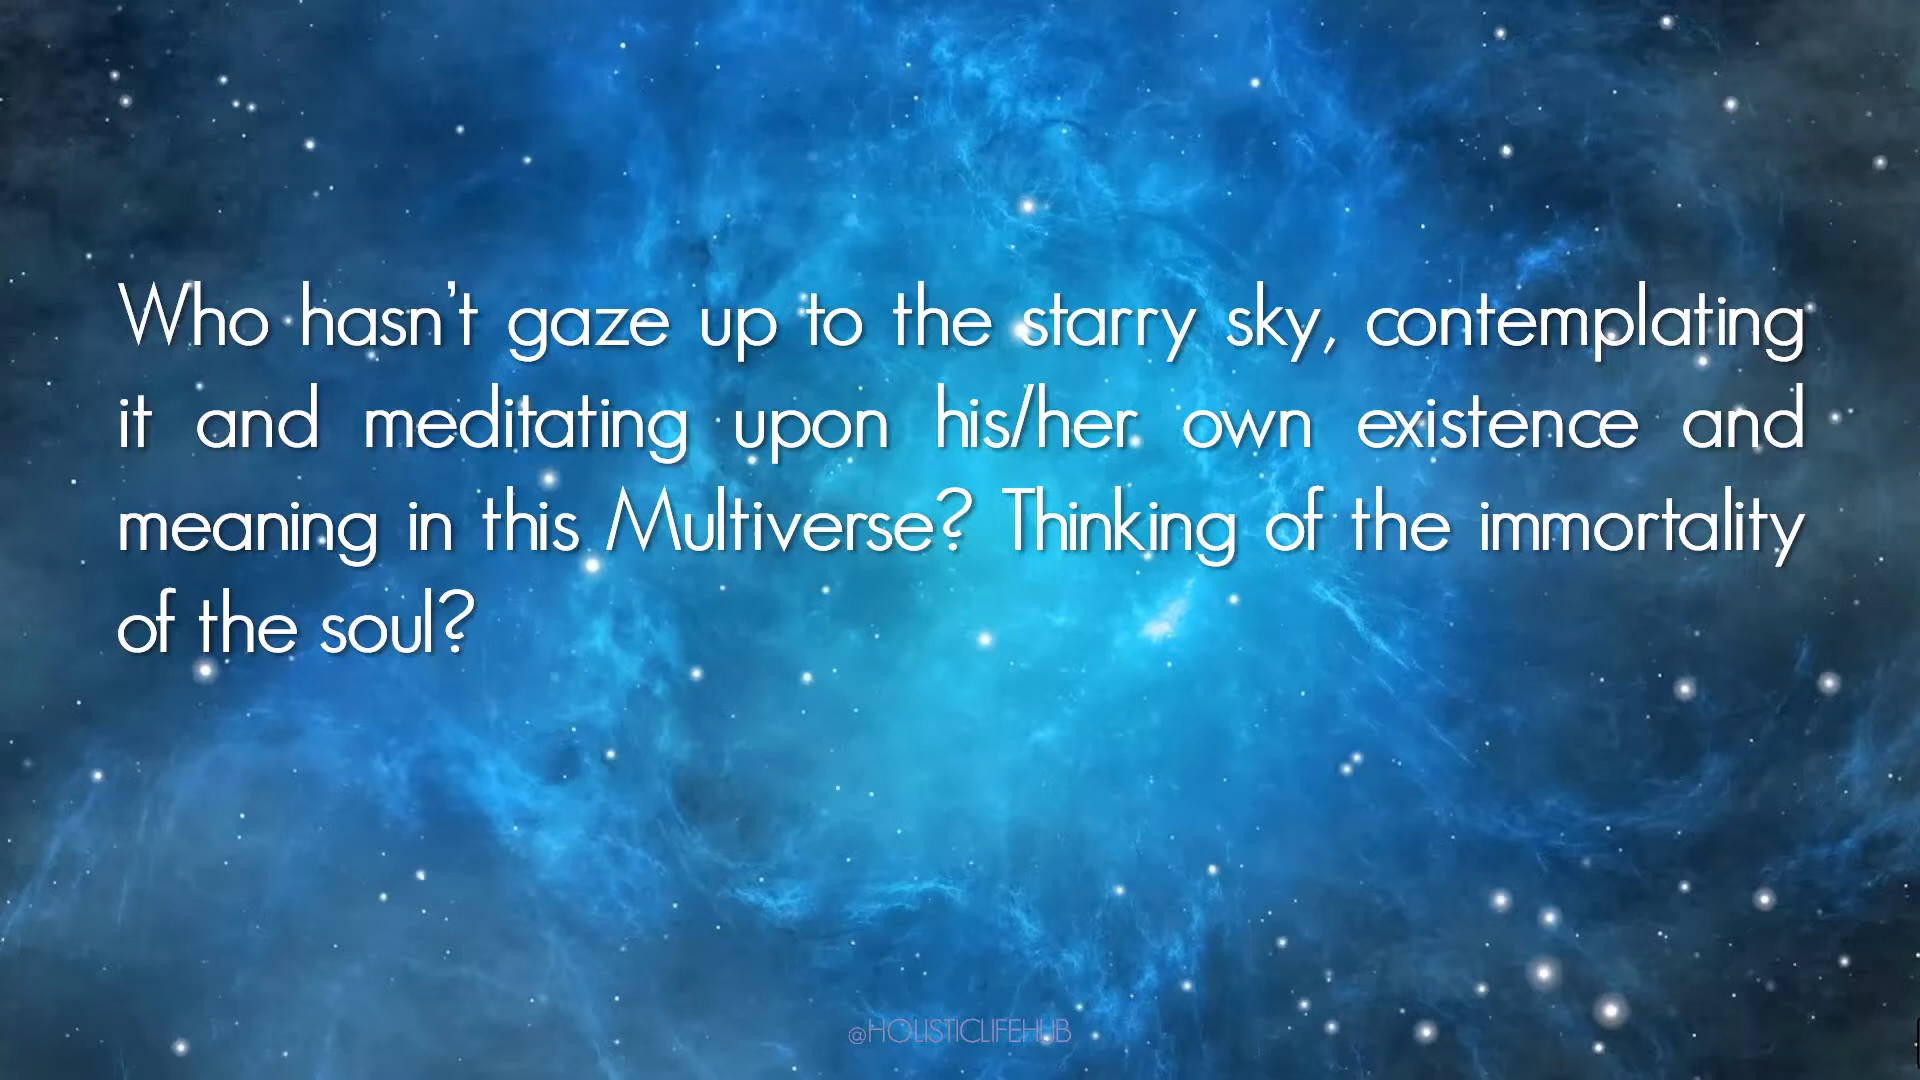 Who hasn't gaze up to the starry sky, contemplating
it and meditating upon his/her own existence and
meaning in this Multiverse? Thinking of the immortality
of the soul?
@HOLISTICLIFEHUB